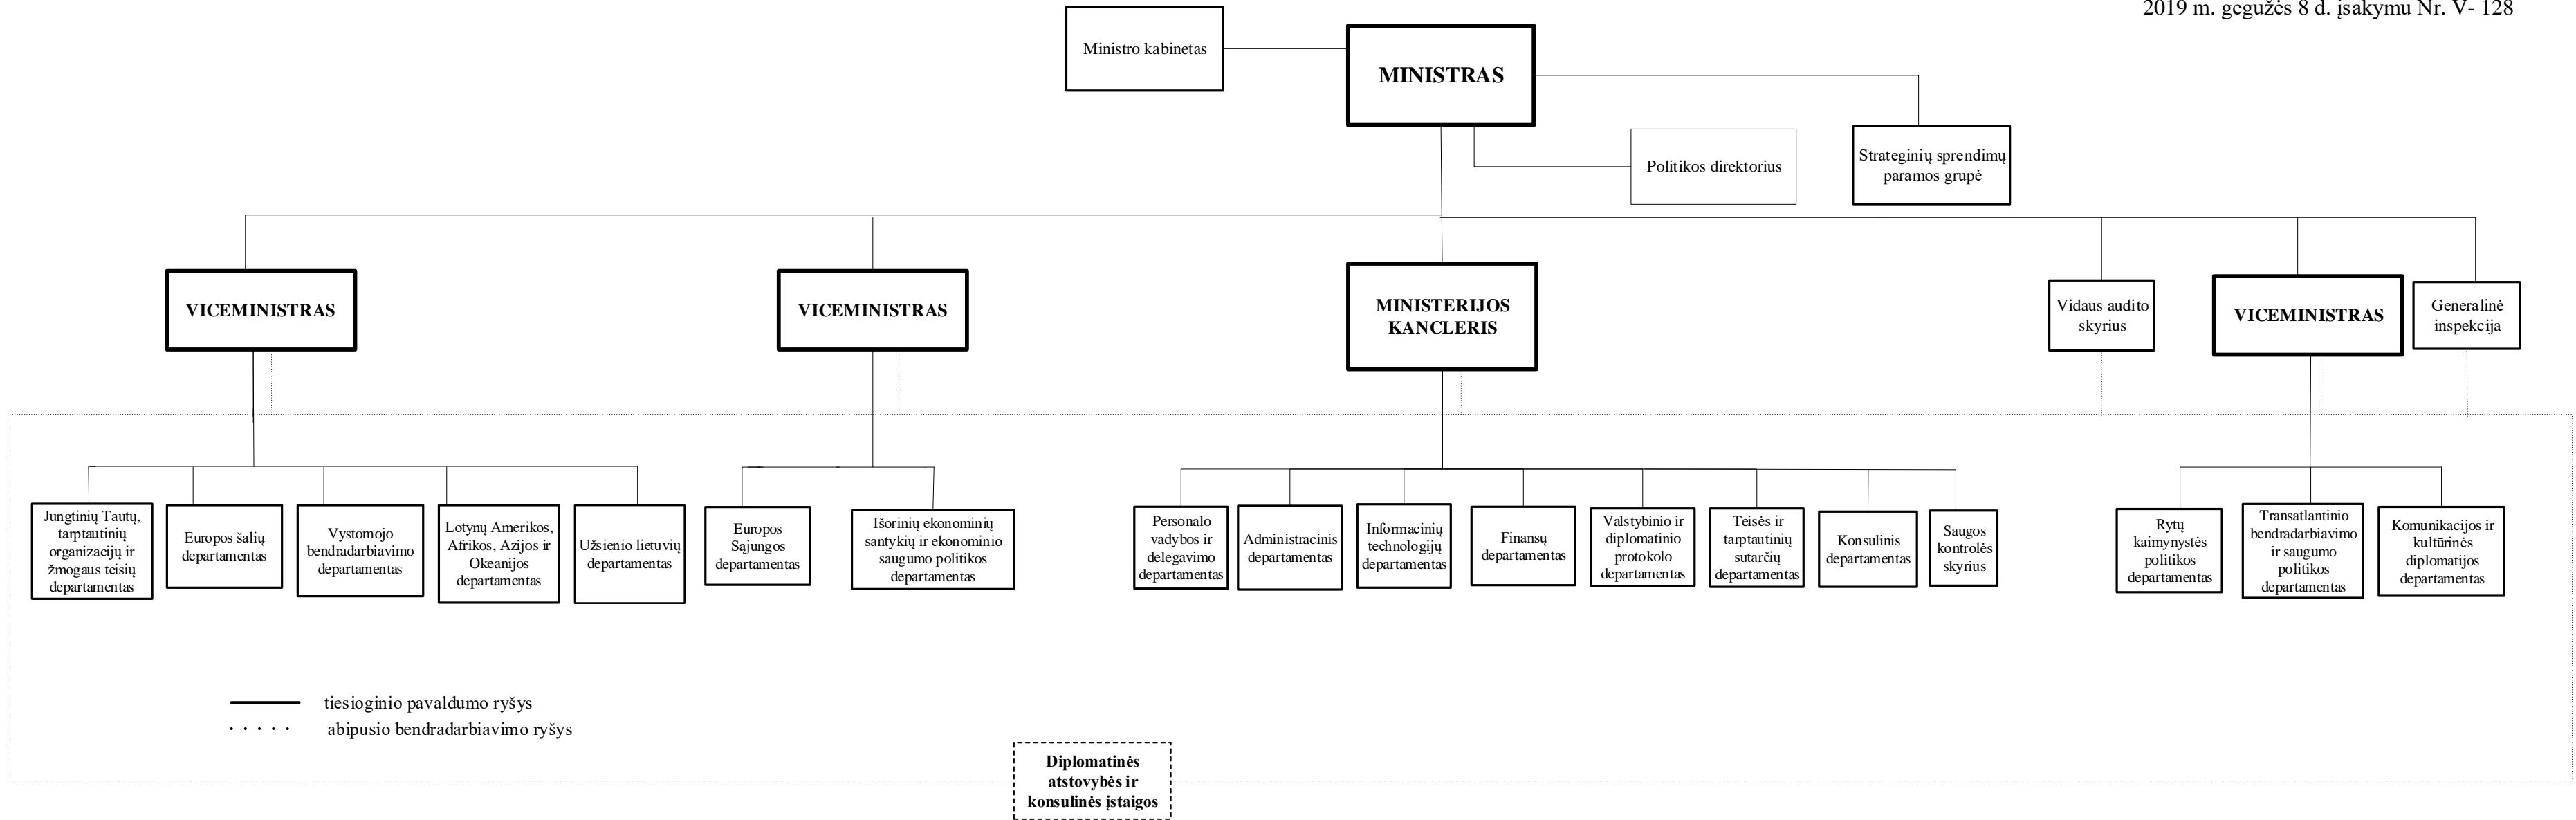 2019 m. gegužės 8 d. įsakymu Nr. V- 128
Ministro kabinetas
MINISTRAS
Politikos direktorius
Strateginių sprendimų
paramos grupė
VICEMINISTRAS
VICEMINISTRAS
MINISTERIJOS
KANCLERIS
Vidaus audito
skyrius
VICEMINISTRAS
Generalinė
inspekcija
Jungtinių Tautų,
tarptautinių
organizacijų ir
žmogaus teisių
departamentas
Europos šalių
departamentas
Vystomojo
bendradarbiavimo
departamentas
Lotynų Amerikos,
Afrikos, Azijos ir
Okeanijos
departamentas
Užsienio lietuvių
departamentas
Europos
Sąjungos
departamentas
Išorinių ekonominių
santykių ir ekonominio
saugumo politikos
departamentas
Personalo
vadybos ir
delegavimo
departamentas
Administracinis
departamentas
Informacinių
technologijų
departamentas
Finansų
departamentas
Valstybinio ir
diplomatinio
protokolo
departamentas
Teisės ir
tarptautinių
sutarčių
departamentas
Konsulinis
departamentas
Saugos
kontrolės
skyrius
Rytų
kaimynystės
politikos
departamentas
Transatlantinio
bendradarbiavimo
ir saugumo
politikos
departamentas
Komunikacijos ir
kultūrinės
diplomatijos
departamentas
tiesioginio pavaldumo ryšys
abipusio bendradarbiavimo ryšys
Diplomatinės
atstovybės ir
konsulinės įstaigos